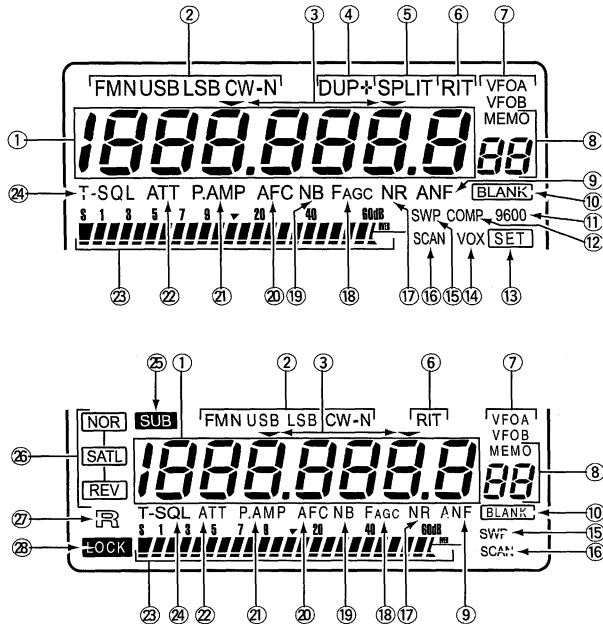 ② ③ ④ ⑤ ⑥ ⑦
FMN USB LSB CW-N DUP+ SPLIT RIT VFOA
VFOB
MEMO
① 1888.888.8 88 ⑧
⑨
㉔ T-SQL ATT P.AMP AFC NB FAGC NR ANF BLANK ⑩
S 1 3 5 7 9 20 40 60dB SWP COMP 9600 ⑪
OVER ⑫
SCAN VOX SET
㉓ ㉒ ㉑ ⑳ ⑲ ⑱ ⑰ ⑯ ⑮ ⑭ ⑬
㉕ ① ② ③ ⑥ ⑦
NOR SUB FMN USB LSB CW-N RIT VFOA
VFOB
MEMO
㉖ SATL 1888.888.8 88 ⑧
REV
㉗ R T-SQL ATT P.AMP AFC NB FAGC NR ANF BLANK ⑩
S 1 3 5 7 9 20 40 60dB SWP ⑮
㉘ LOCK OVER SCAN ⑯
㉓ ㉔ ㉒ ㉑ ⑳ ⑲ ⑱ ⑰ ⑨